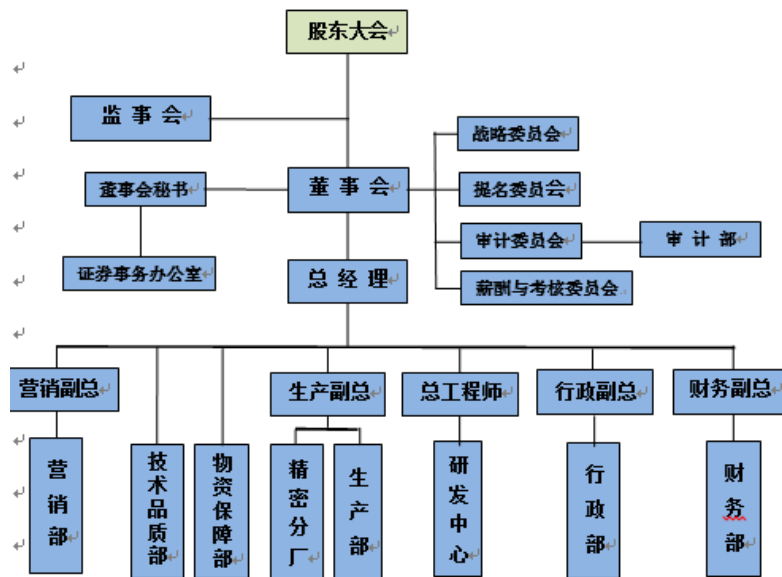 股东大会
监 事 会
战略委员会
董事会秘书
董 事 会
提名委员会
审计委员会
审 计 部
证券事务办公室
总 经 理
薪酬与考核委员会
营销副总
生产副总
总工程师
行政副总
财务副总
营销部
技术品质部
物资保障部
精密分厂
生产部
研发中心
行政部
财务部